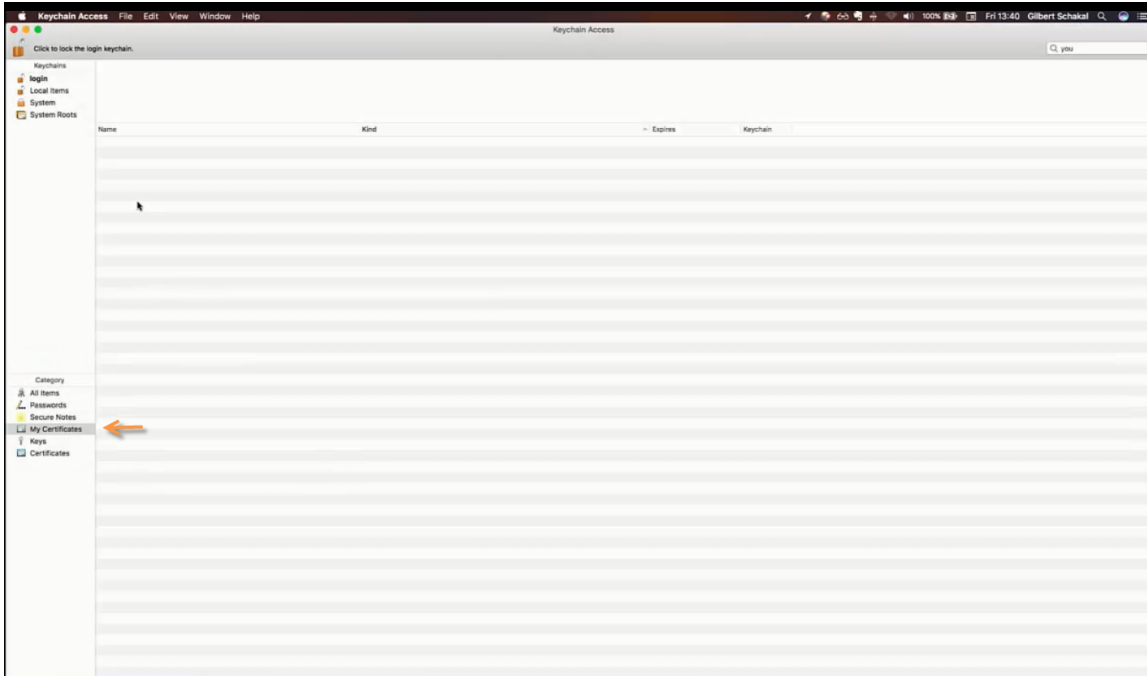 Keychain Access File Edit View Window Help 100% Fri 13:40 Gilbert Schakal
Keychain Access
Click to lock the login keychain. you
Keychains
login
Local Items
System
System Roots
Name Kind Expires Keychain
Category
All Items
Passwords
Secure Notes
My Certificates
Keys
Certificates